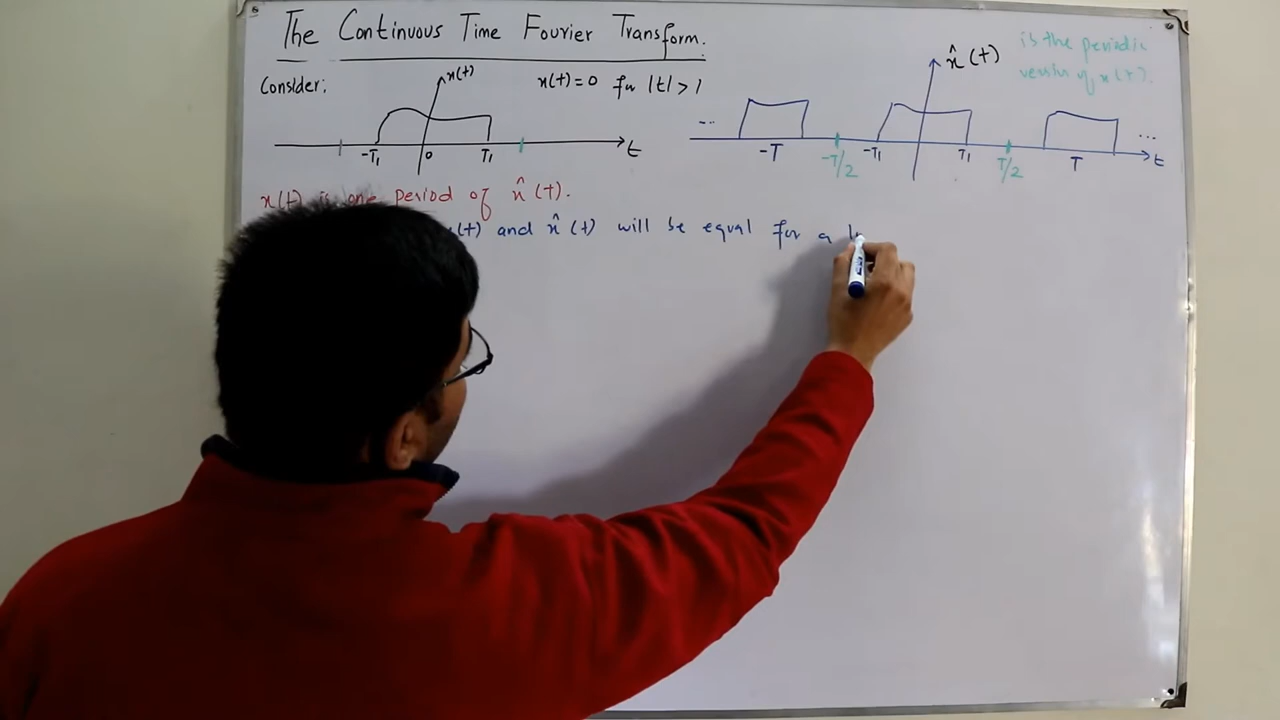 The Continuous Time Fourier Transform.
Consider:
x(t)
x(t)=0 for |t| > 1
-T₁ 0 T₁ t
x̂(t)
is the periodic
version of x(t).
... -T -T/2 -T₁ T₁ T/2 T ... t
x(t) is one period of x̂(t).
(t) and x̂(t) will be equal for a